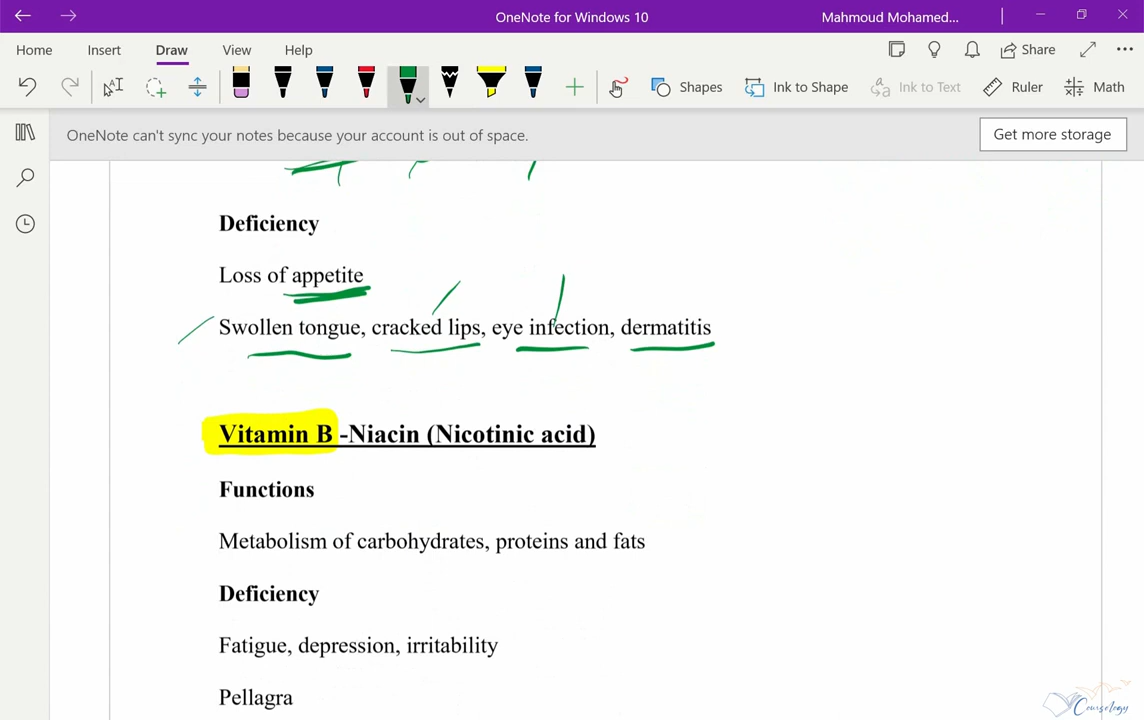 OneNote for Windows 10
Mahmoud Mohamed...
Home Insert Draw View Help Share
Shapes Ink to Shape Ink to Text Ruler Math
OneNote can't sync your notes because your account is out of space. Get more storage
Deficiency
Loss of appetite
Swollen tongue, cracked lips, eye infection, dermatitis
Vitamin B -Niacin (Nicotinic acid)
Functions
Metabolism of carbohydrates, proteins and fats
Deficiency
Fatigue, depression, irritability
Pellagra
Courselogy